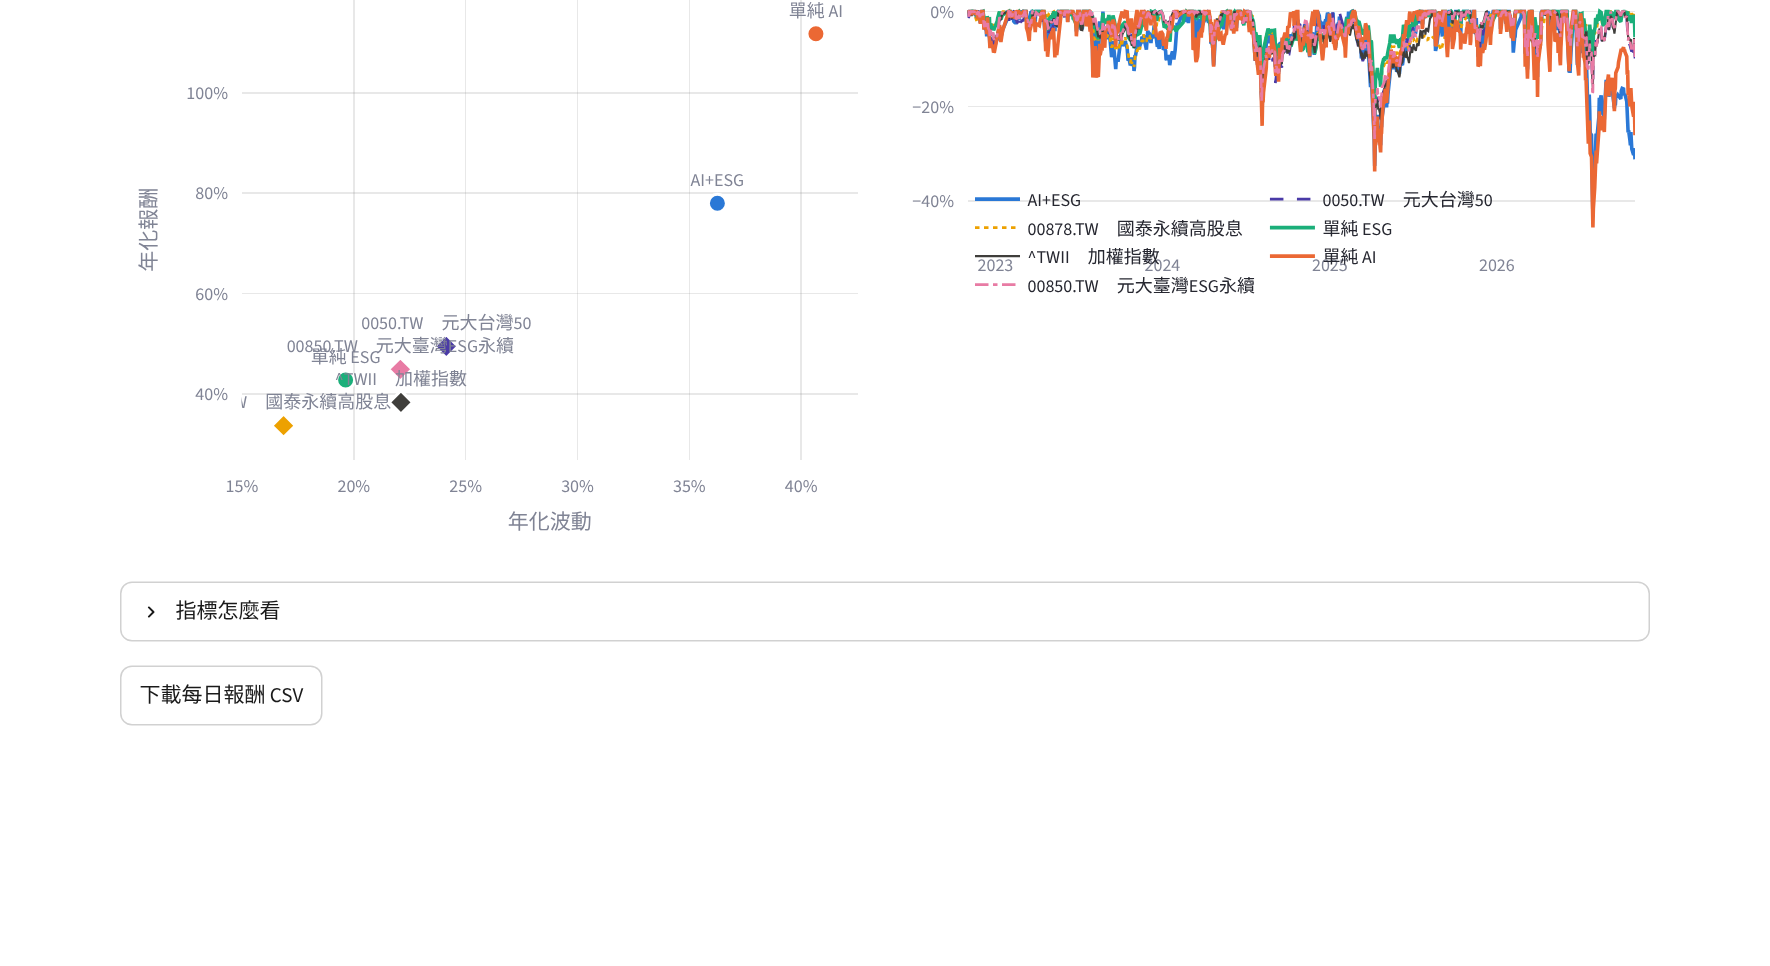 單純 AI
100%
AI+ESG
80%
年化報酬
60%
0050.TW 元大台灣50
00850.TW 元大臺灣ESG永續
單純 ESG
^TWII 加權指數
40%
W 國泰永續高股息
15% 20% 25% 30% 35% 40%
年化波動
0%
−20%
−40%
AI+ESG
0050.TW 元大台灣50
00878.TW 國泰永續高股息
單純 ESG
^TWII 加權指數
單純 AI
2023 2024 2025 2026
00850.TW 元大臺灣ESG永續
指標怎麼看
下載每日報酬 CSV